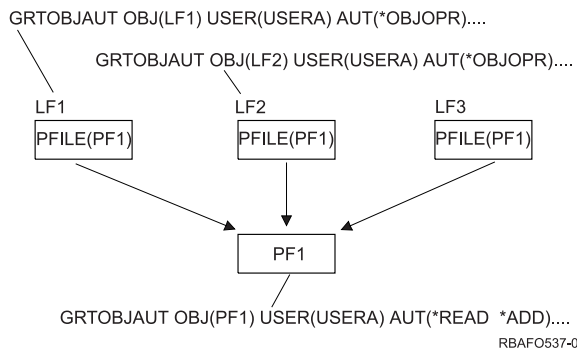 GRTOBJAUT OBJ(LF1) USER(USERA) AUT(*OBJOPR)....
GRTOBJAUT OBJ(LF2) USER(USERA) AUT(*OBJOPR)....
LF1 LF2 LF3
PFILE(PF1) PFILE(PF1) PFILE(PF1)
PF1
GRTOBJAUT OBJ(PF1) USER(USERA) AUT(*READ *ADD)....
RBAFO537-0